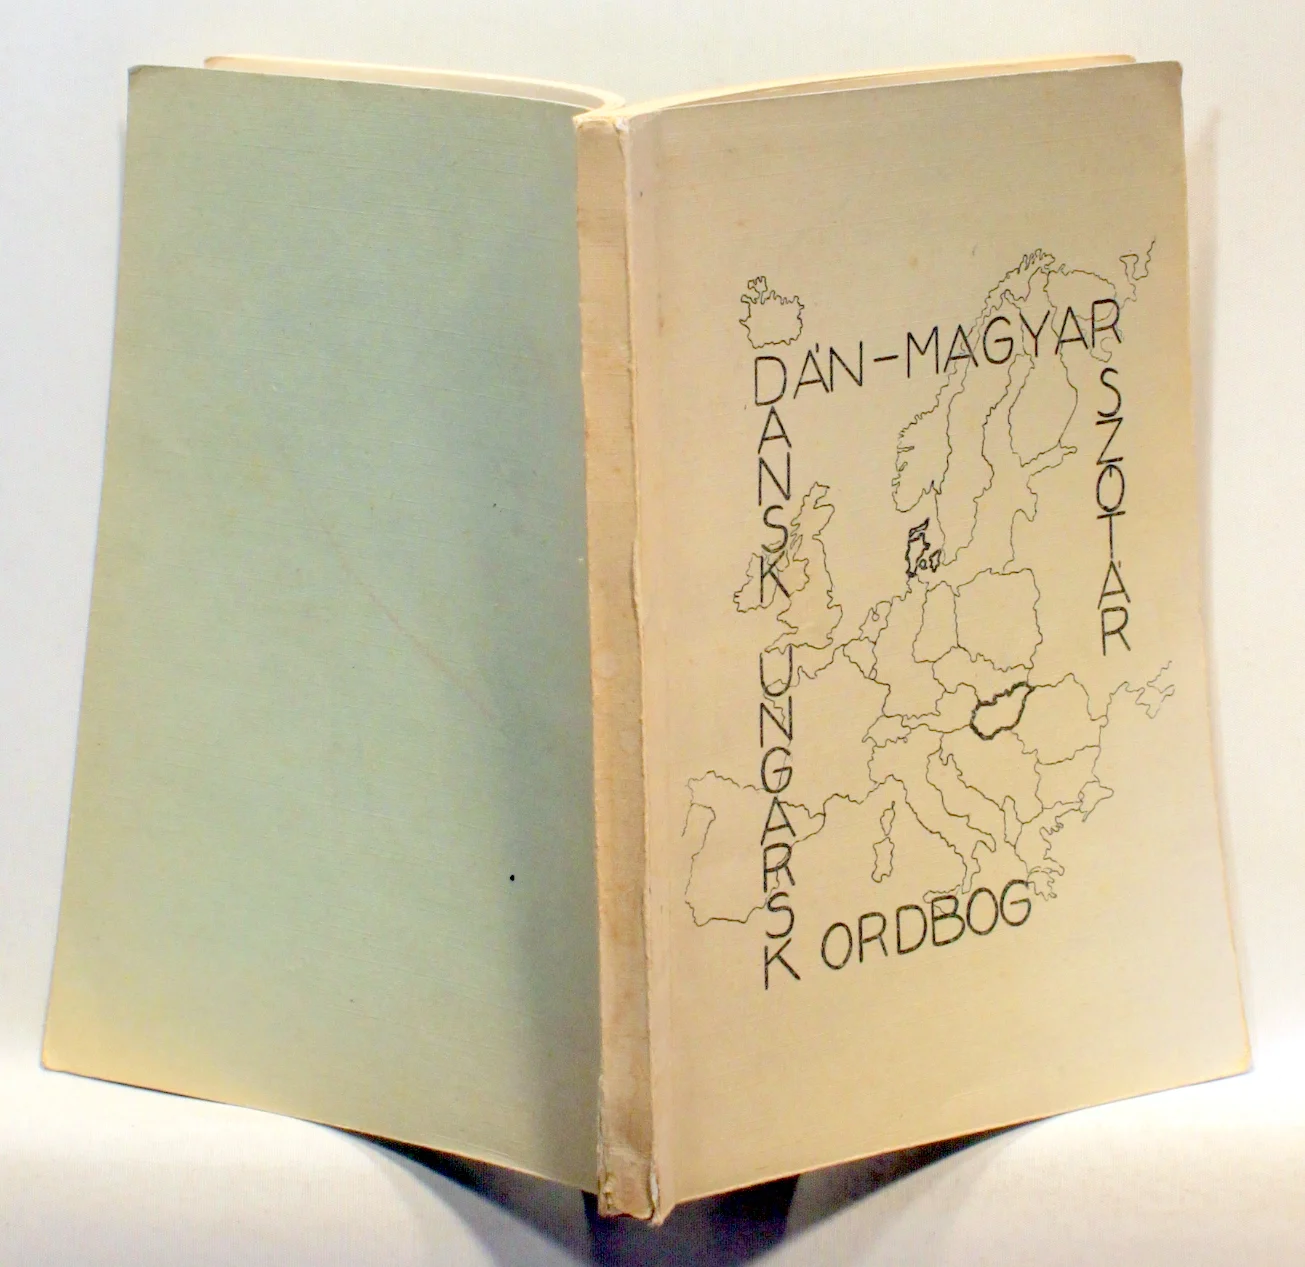 DÁN-MAGYAR
SZÓTÁR
DANSK UNGARSK
ORDBOG